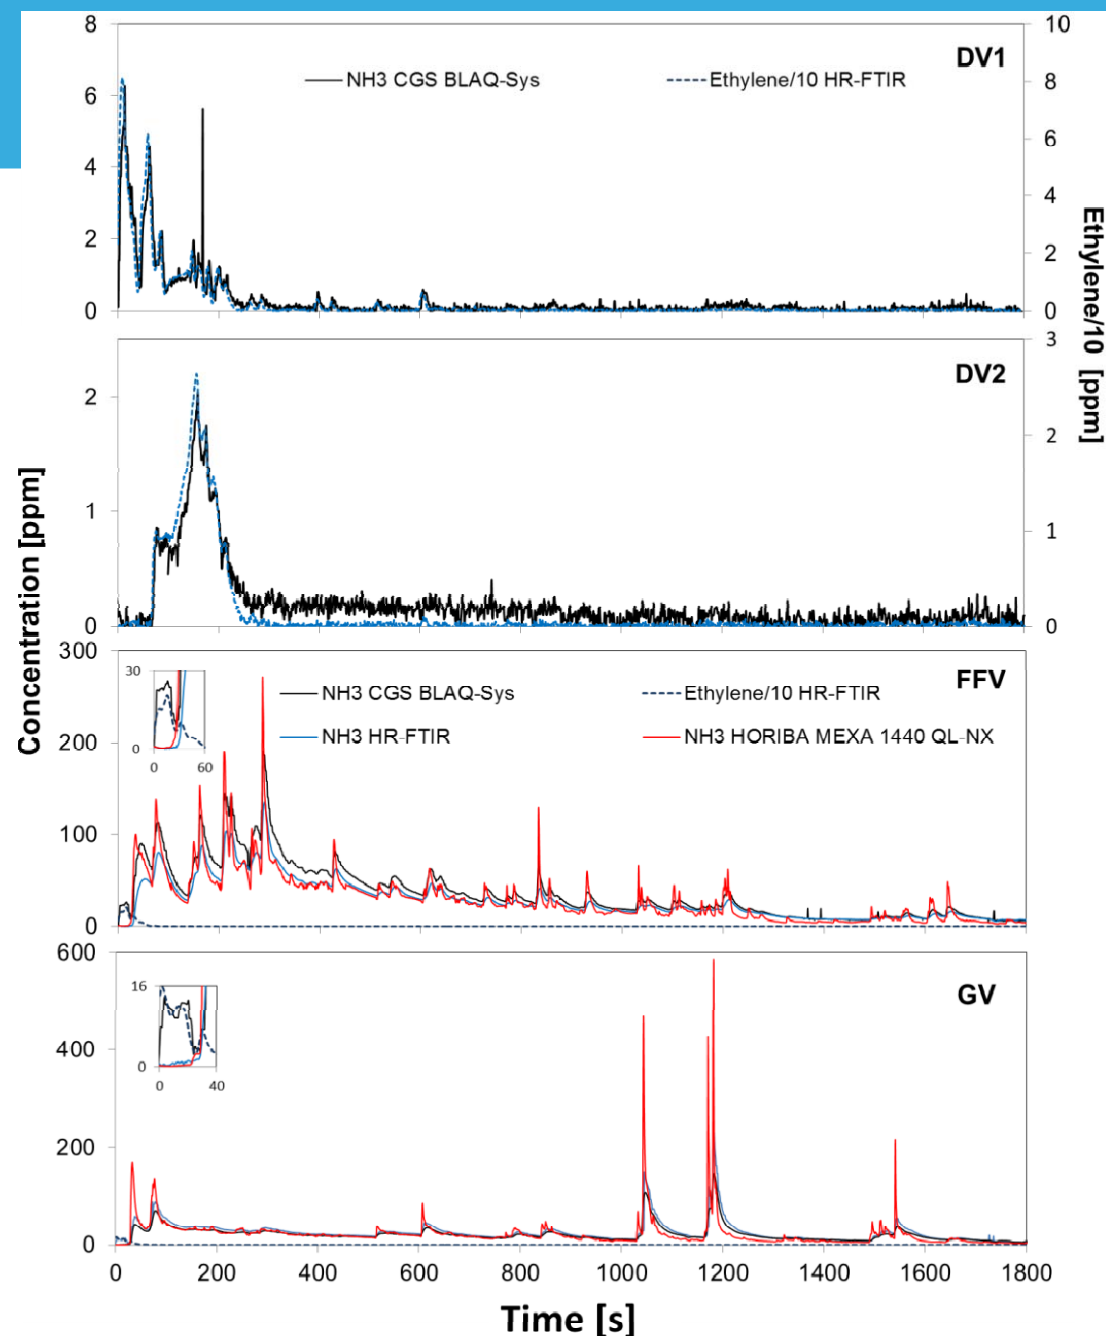 8
10
DV1
NH3 CGS BLAQ-Sys
Ethylene/10 HR-FTIR
6
8
6
4
4
2
2
0
0
Ethylene/10 [ppm]
3
DV2
2
2
1
1
0
0
Concentration [ppm]
300
FFV
NH3 CGS BLAQ-Sys
Ethylene/10 HR-FTIR
NH3 HR-FTIR
NH3 HORIBA MEXA 1440 QL-NX
30
0
0 60
200
100
0
600
GV
16
0
0 40
400
200
0
0 200 400 600 800 1000 1200 1400 1600 1800
Time [s]